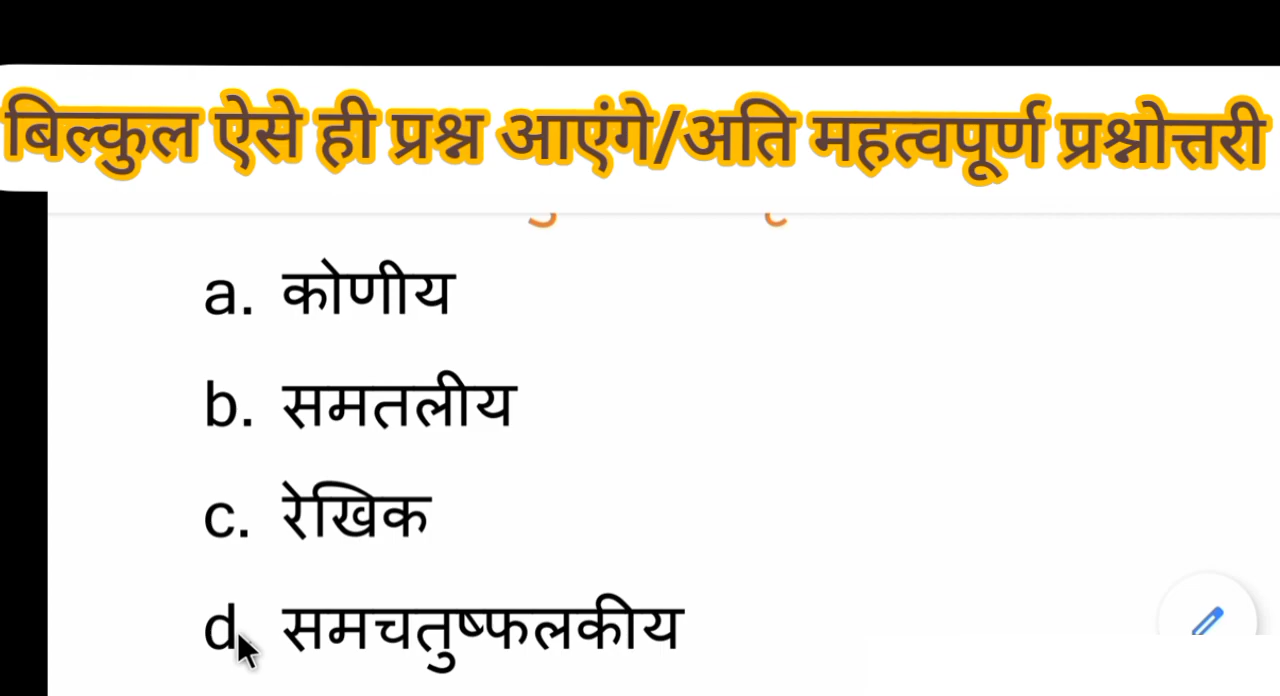 बिल्कुल ऐसे ही प्रश्न आएंगे/अति महत्वपूर्ण प्रश्नोत्तरी
a. कोणीय
b. समतलीय
c. रेखिक
d. समचतुष्फलकीय